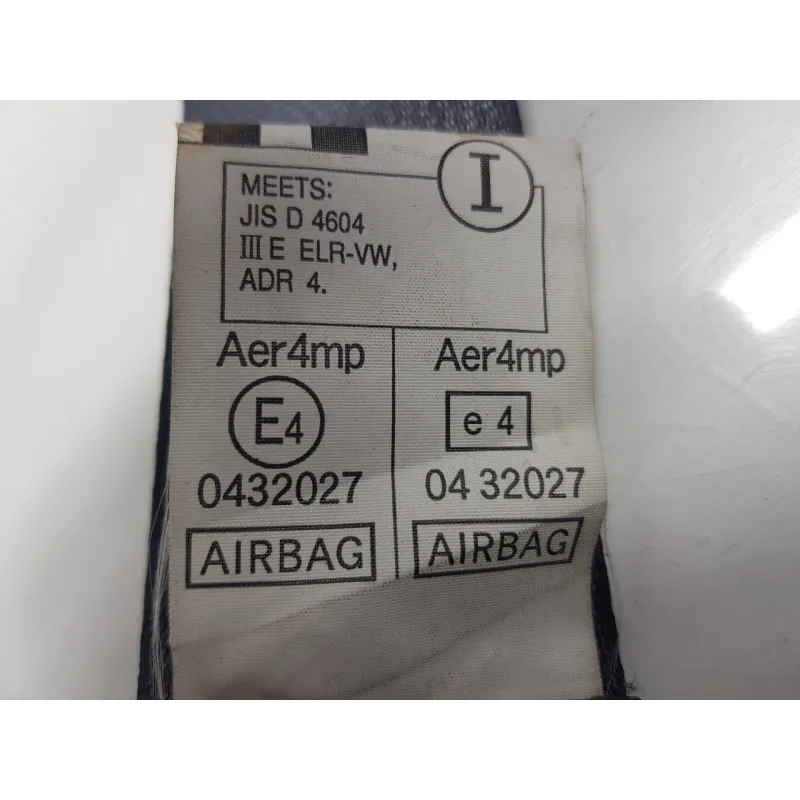 I
MEETS:
JIS D 4604
III E ELR-VW,
ADR 4.
Aer4mp
E4
0432027
AIRBAG
Aer4mp
e 4
04 32027
AIRBAG